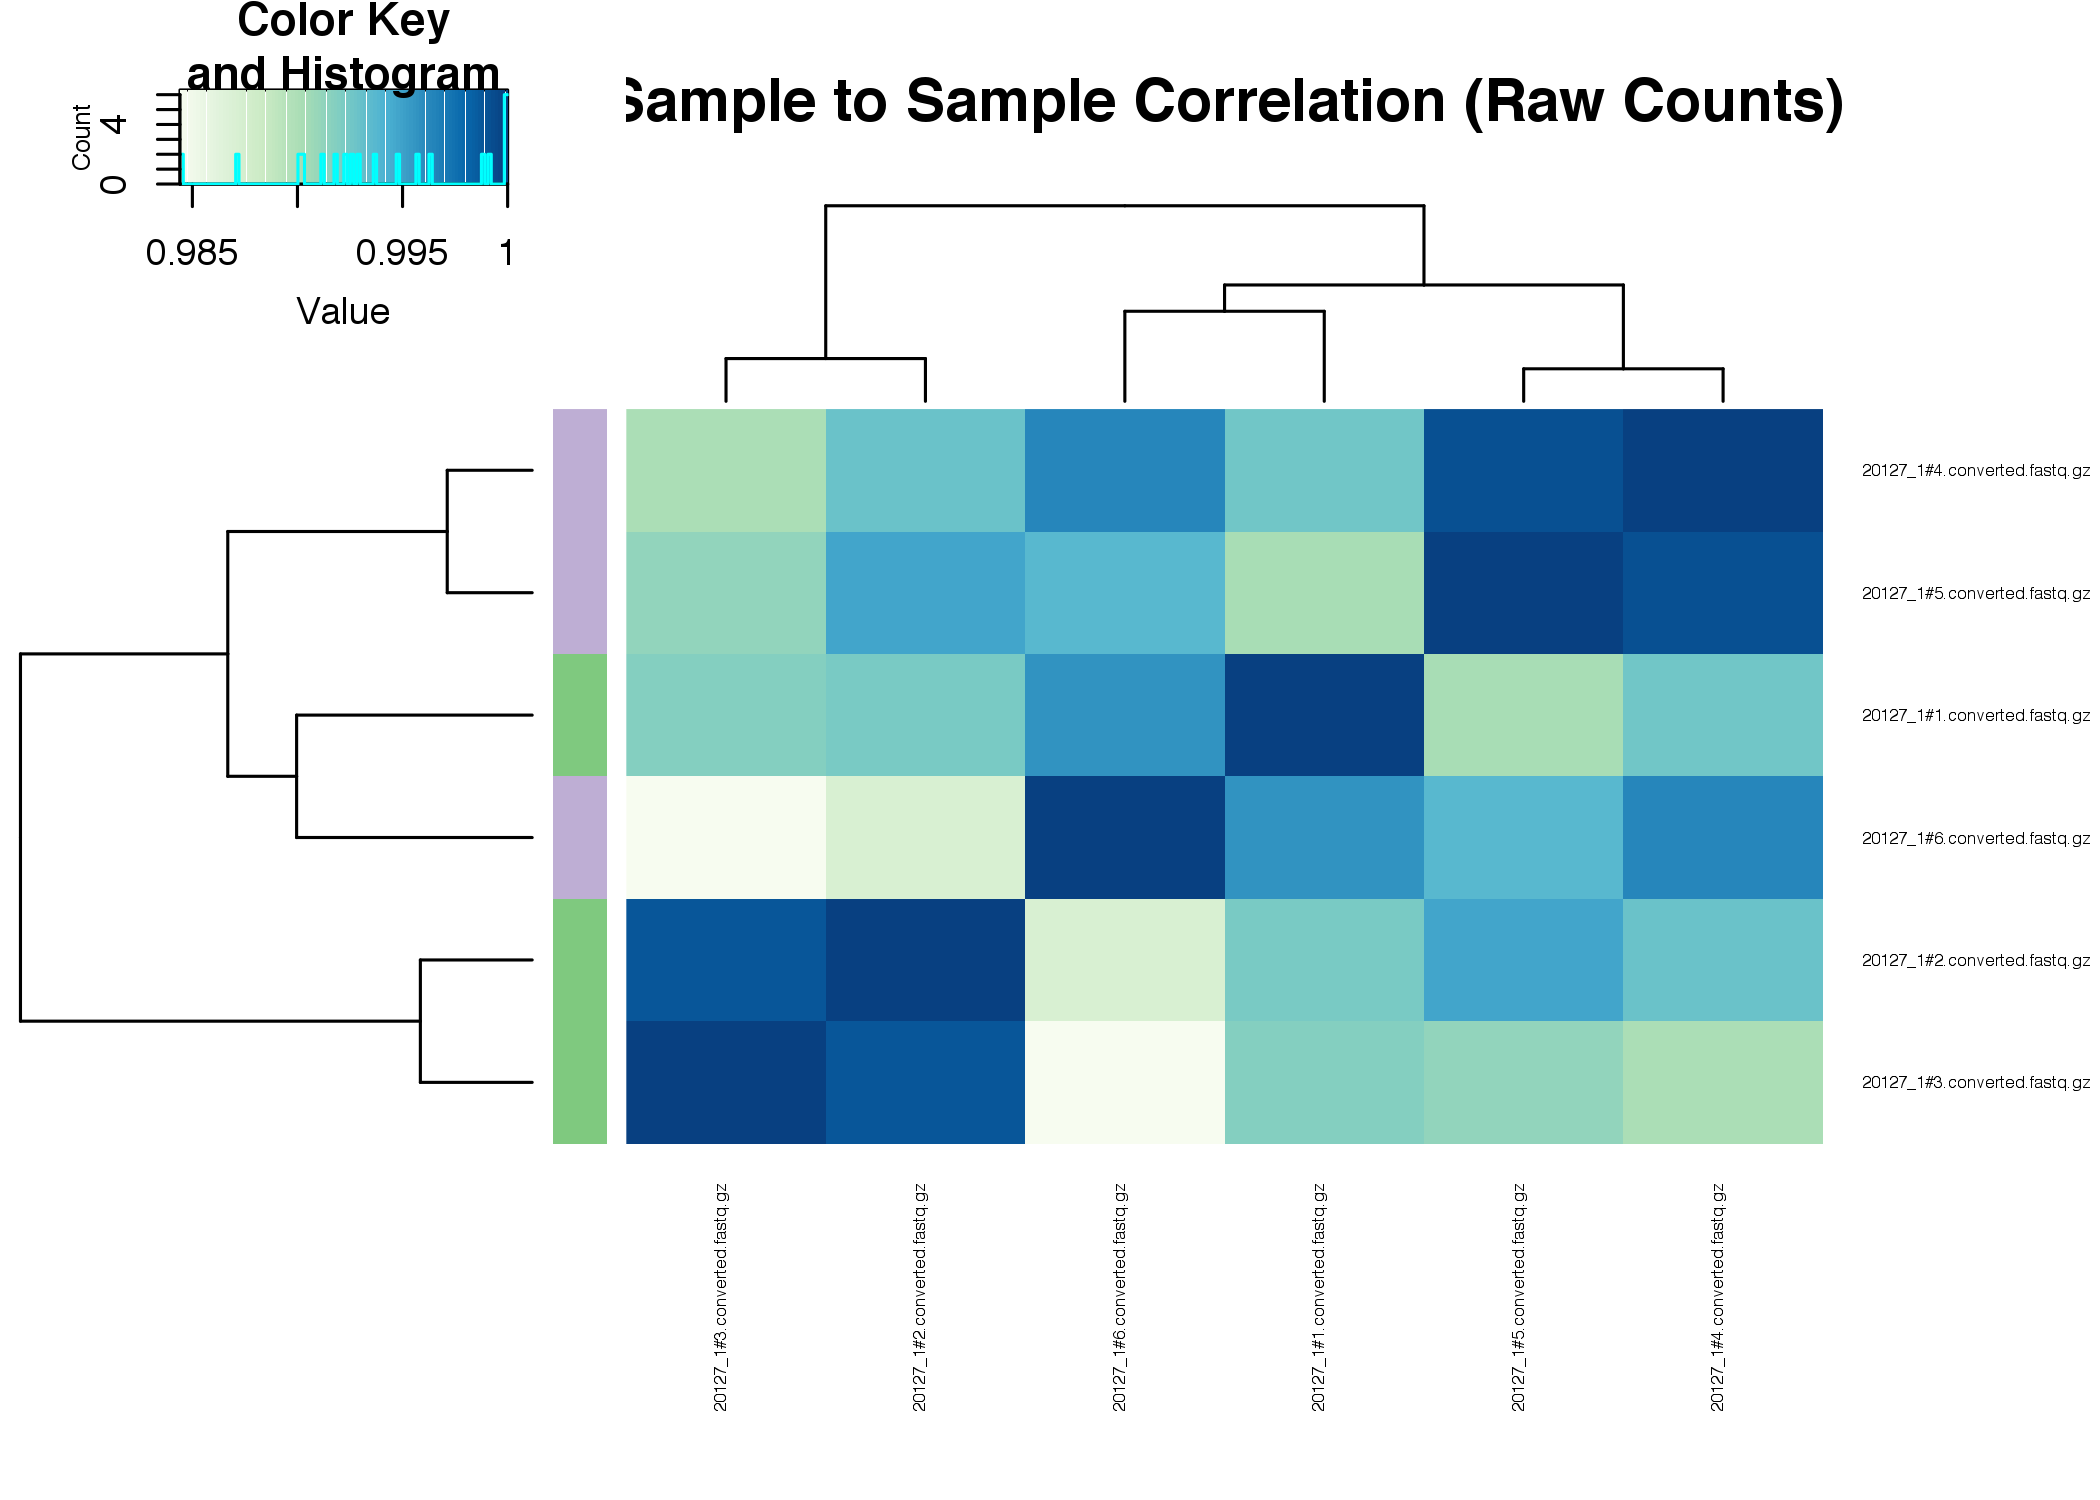 Color Key
and Histogram
Sample to Sample Correlation (Raw Counts)
Count
0 4
0.985 0.995 1
Value
20127_1#4.converted.fastq.gz
20127_1#5.converted.fastq.gz
20127_1#1.converted.fastq.gz
20127_1#6.converted.fastq.gz
20127_1#2.converted.fastq.gz
20127_1#3.converted.fastq.gz
20127_1#3.converted.fastq.gz
20127_1#2.converted.fastq.gz
20127_1#6.converted.fastq.gz
20127_1#1.converted.fastq.gz
20127_1#5.converted.fastq.gz
20127_1#4.converted.fastq.gz